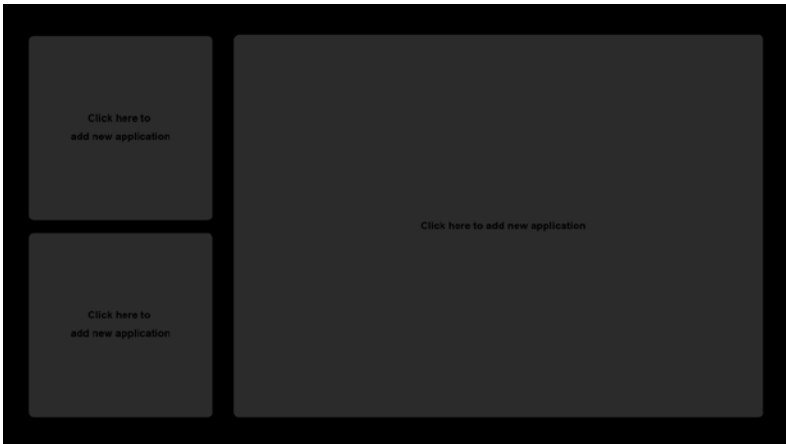 Click here to
add new application
Click here to add new application
Click here to
add new application